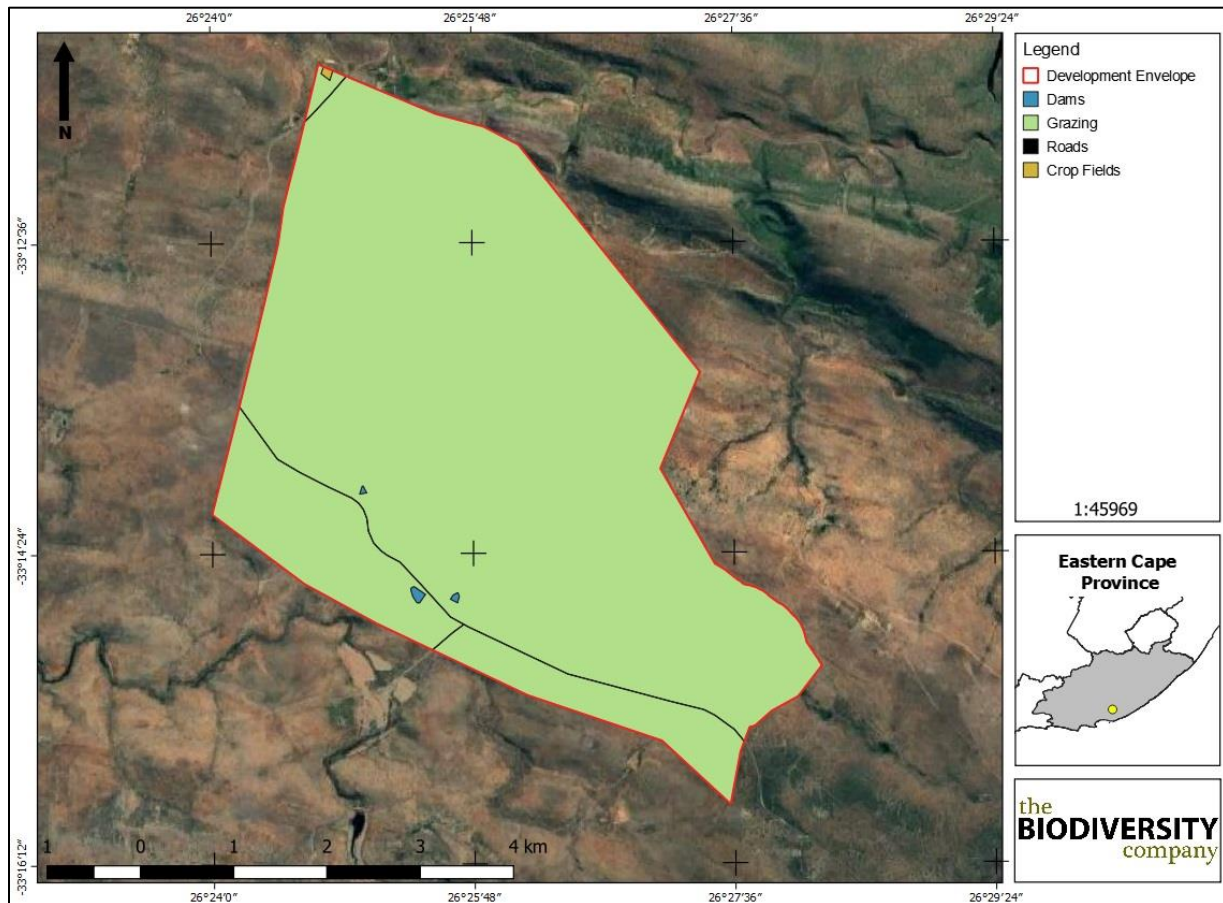 26°24′0″ 26°25′48″ 26°27′36″ 26°29′24″
N
-33°12′36″
-33°14′24″
-33°16′12″
1 0 1 2 3 4 km
26°24′0″ 26°25′48″ 26°27′36″ 26°29′24″
Legend
Development Envelope
Dams
Grazing
Roads
Crop Fields
1:45969
Eastern Cape
Province
the
BIODIVERSITY
company